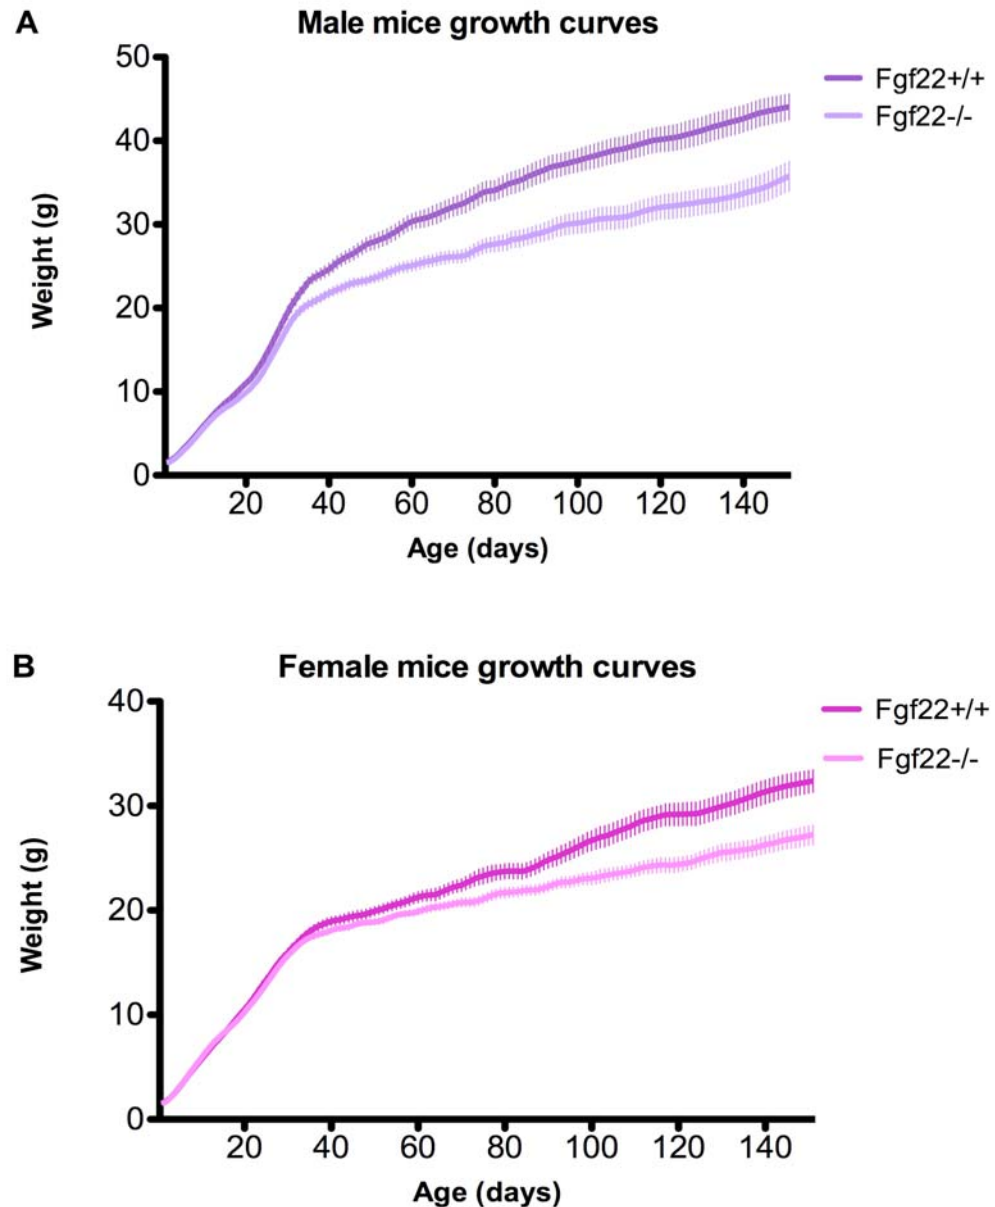 A
Male mice growth curves
50
40
30
20
10
0
Weight (g)
Fgf22+/+
Fgf22-/-
20 40 60 80 100 120 140
Age (days)
B
Female mice growth curves
40
30
20
10
0
Weight (g)
Fgf22+/+
Fgf22-/-
20 40 60 80 100 120 140
Age (days)